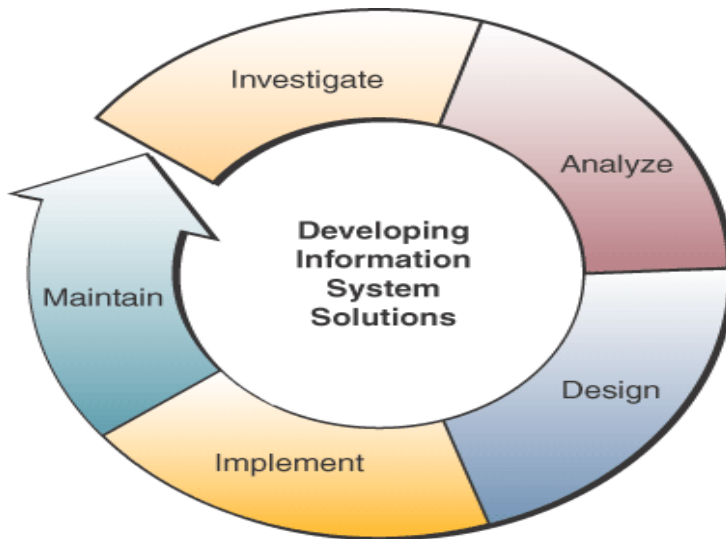 Investigate
Analyze
Developing
Information
System
Solutions
Maintain
Design
Implement